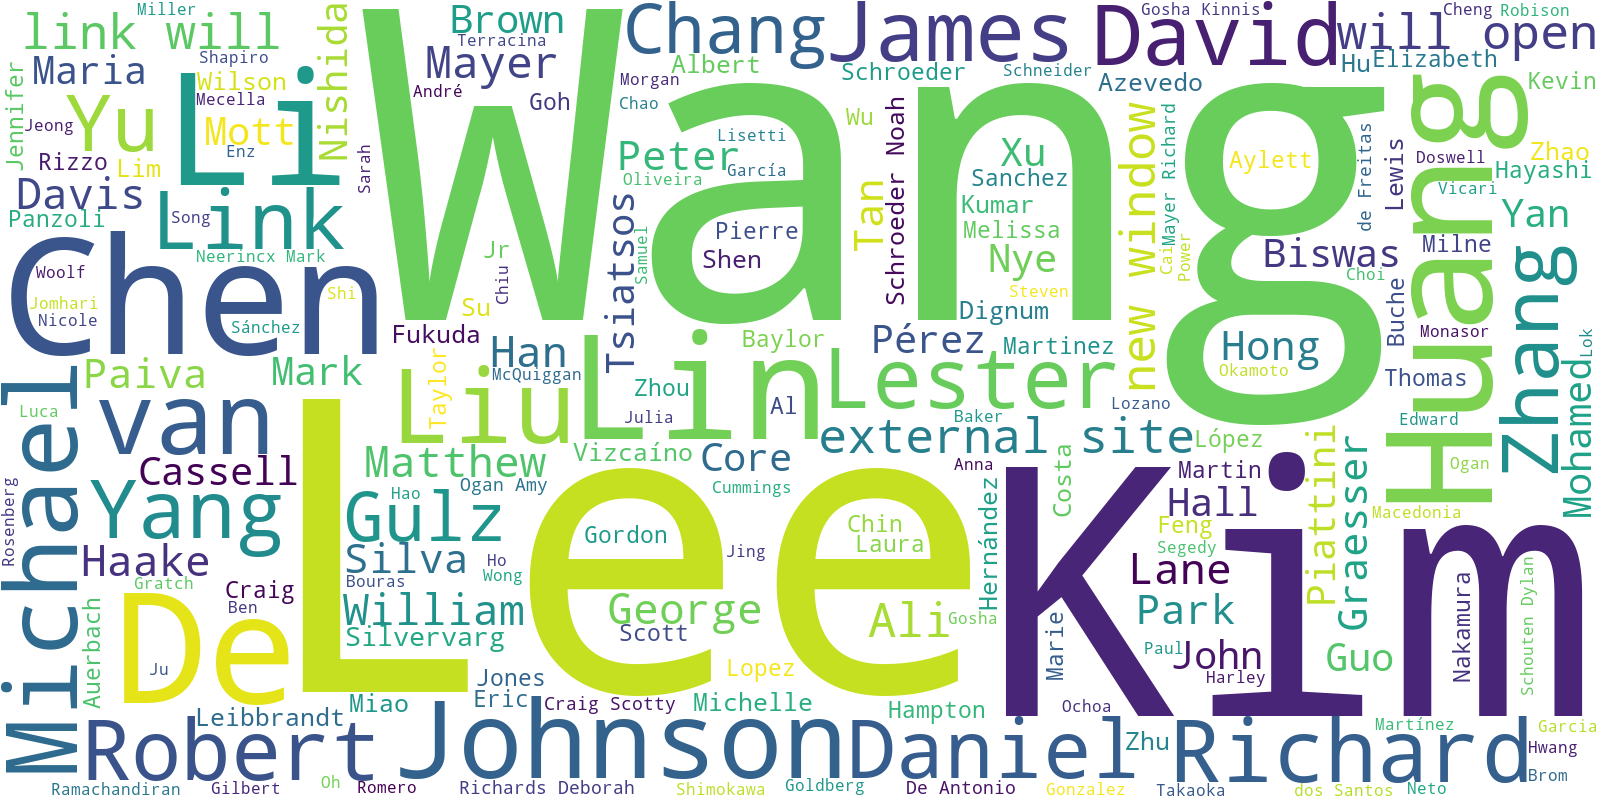 Miller
Gosha Kinnis
Cheng
Robison
link will
Brown
Chang
James
David
will open
Terracina
Shapiro
Maria
Wilson
Mayer
Albert
Schroeder
Schneider
Hu
Elizabeth
Morgan
Azevedo
Kevin
Jennifer
Li
Nishida
Mecella
André
Goh
Chao
Yu
Jeong
Mott
Wang
Wu
Schroeder Noah
Lisetti
new window
Mayer Richard
de Freitas
Huang
Rizzo
Lim
Enz
Sarah
Peter
García
Oliveira
Xu
Aylett
Lewis
Doswell
Zhao
Davis
Link
Sanchez
Tan
Vicari
Hayashi
Panzoli
Song
Tsiatsos
Samuel
Pierre
Kumar
Melissa
Yan
Chen
Neerincx Mark
Jr
Shen
Nye
Cai
Power
Biswas
Milne
Woolf
Shi
Chiu
Choi
Zhang
Jomhari
Su
Steven
Buche
Nicole
Sánchez
Fukuda
Dignum
Monasor
Baylor
Pérez
Martinez
Hong
Lok
Paiva
Mark
Han
McQuiggan
Lin
Zhou
Lester
Okamoto
Thomas
Mohamed
Michael
Luca
van
Liu
Taylor
Julia
Al
Baker
Lozano
Edward
external site
López
Piattini
Graesser
Cassell
Matthew
Vizcaíno
Core
Anna
Costa
Martin
Ogan
Rosenberg
Yang
Hao
Ogan Amy
Lee
Cummings
Hernández
Kim
Hall
Macedonia
Gulz
Gordon
Chin
Laura
Feng
Segedy
Haake
Silva
Ho
Wong
Jing
Lane
Gratch
Craig
Bouras
Nakamura
Schouten Dylan
Auerbach
De
Ben
William
George
Scott
Ali
Gosha
Marie
Park
Silvervarg
Paul
John
Guo
Ju
Jones
Lopez
Harley
Leibbrandt
Miao
Eric
Craig Scotty
Michelle
Hampton
Ochoa
Robert
Johnson
Daniel
Zhu
Richard
Martínez
Garcia
Hwang
Brom
Ramachandiran
Gilbert
Oh
Romero
Richards Deborah
Shimokawa
Goldberg
De Antonio
Gonzalez
Takaoka
dos Santos
Neto